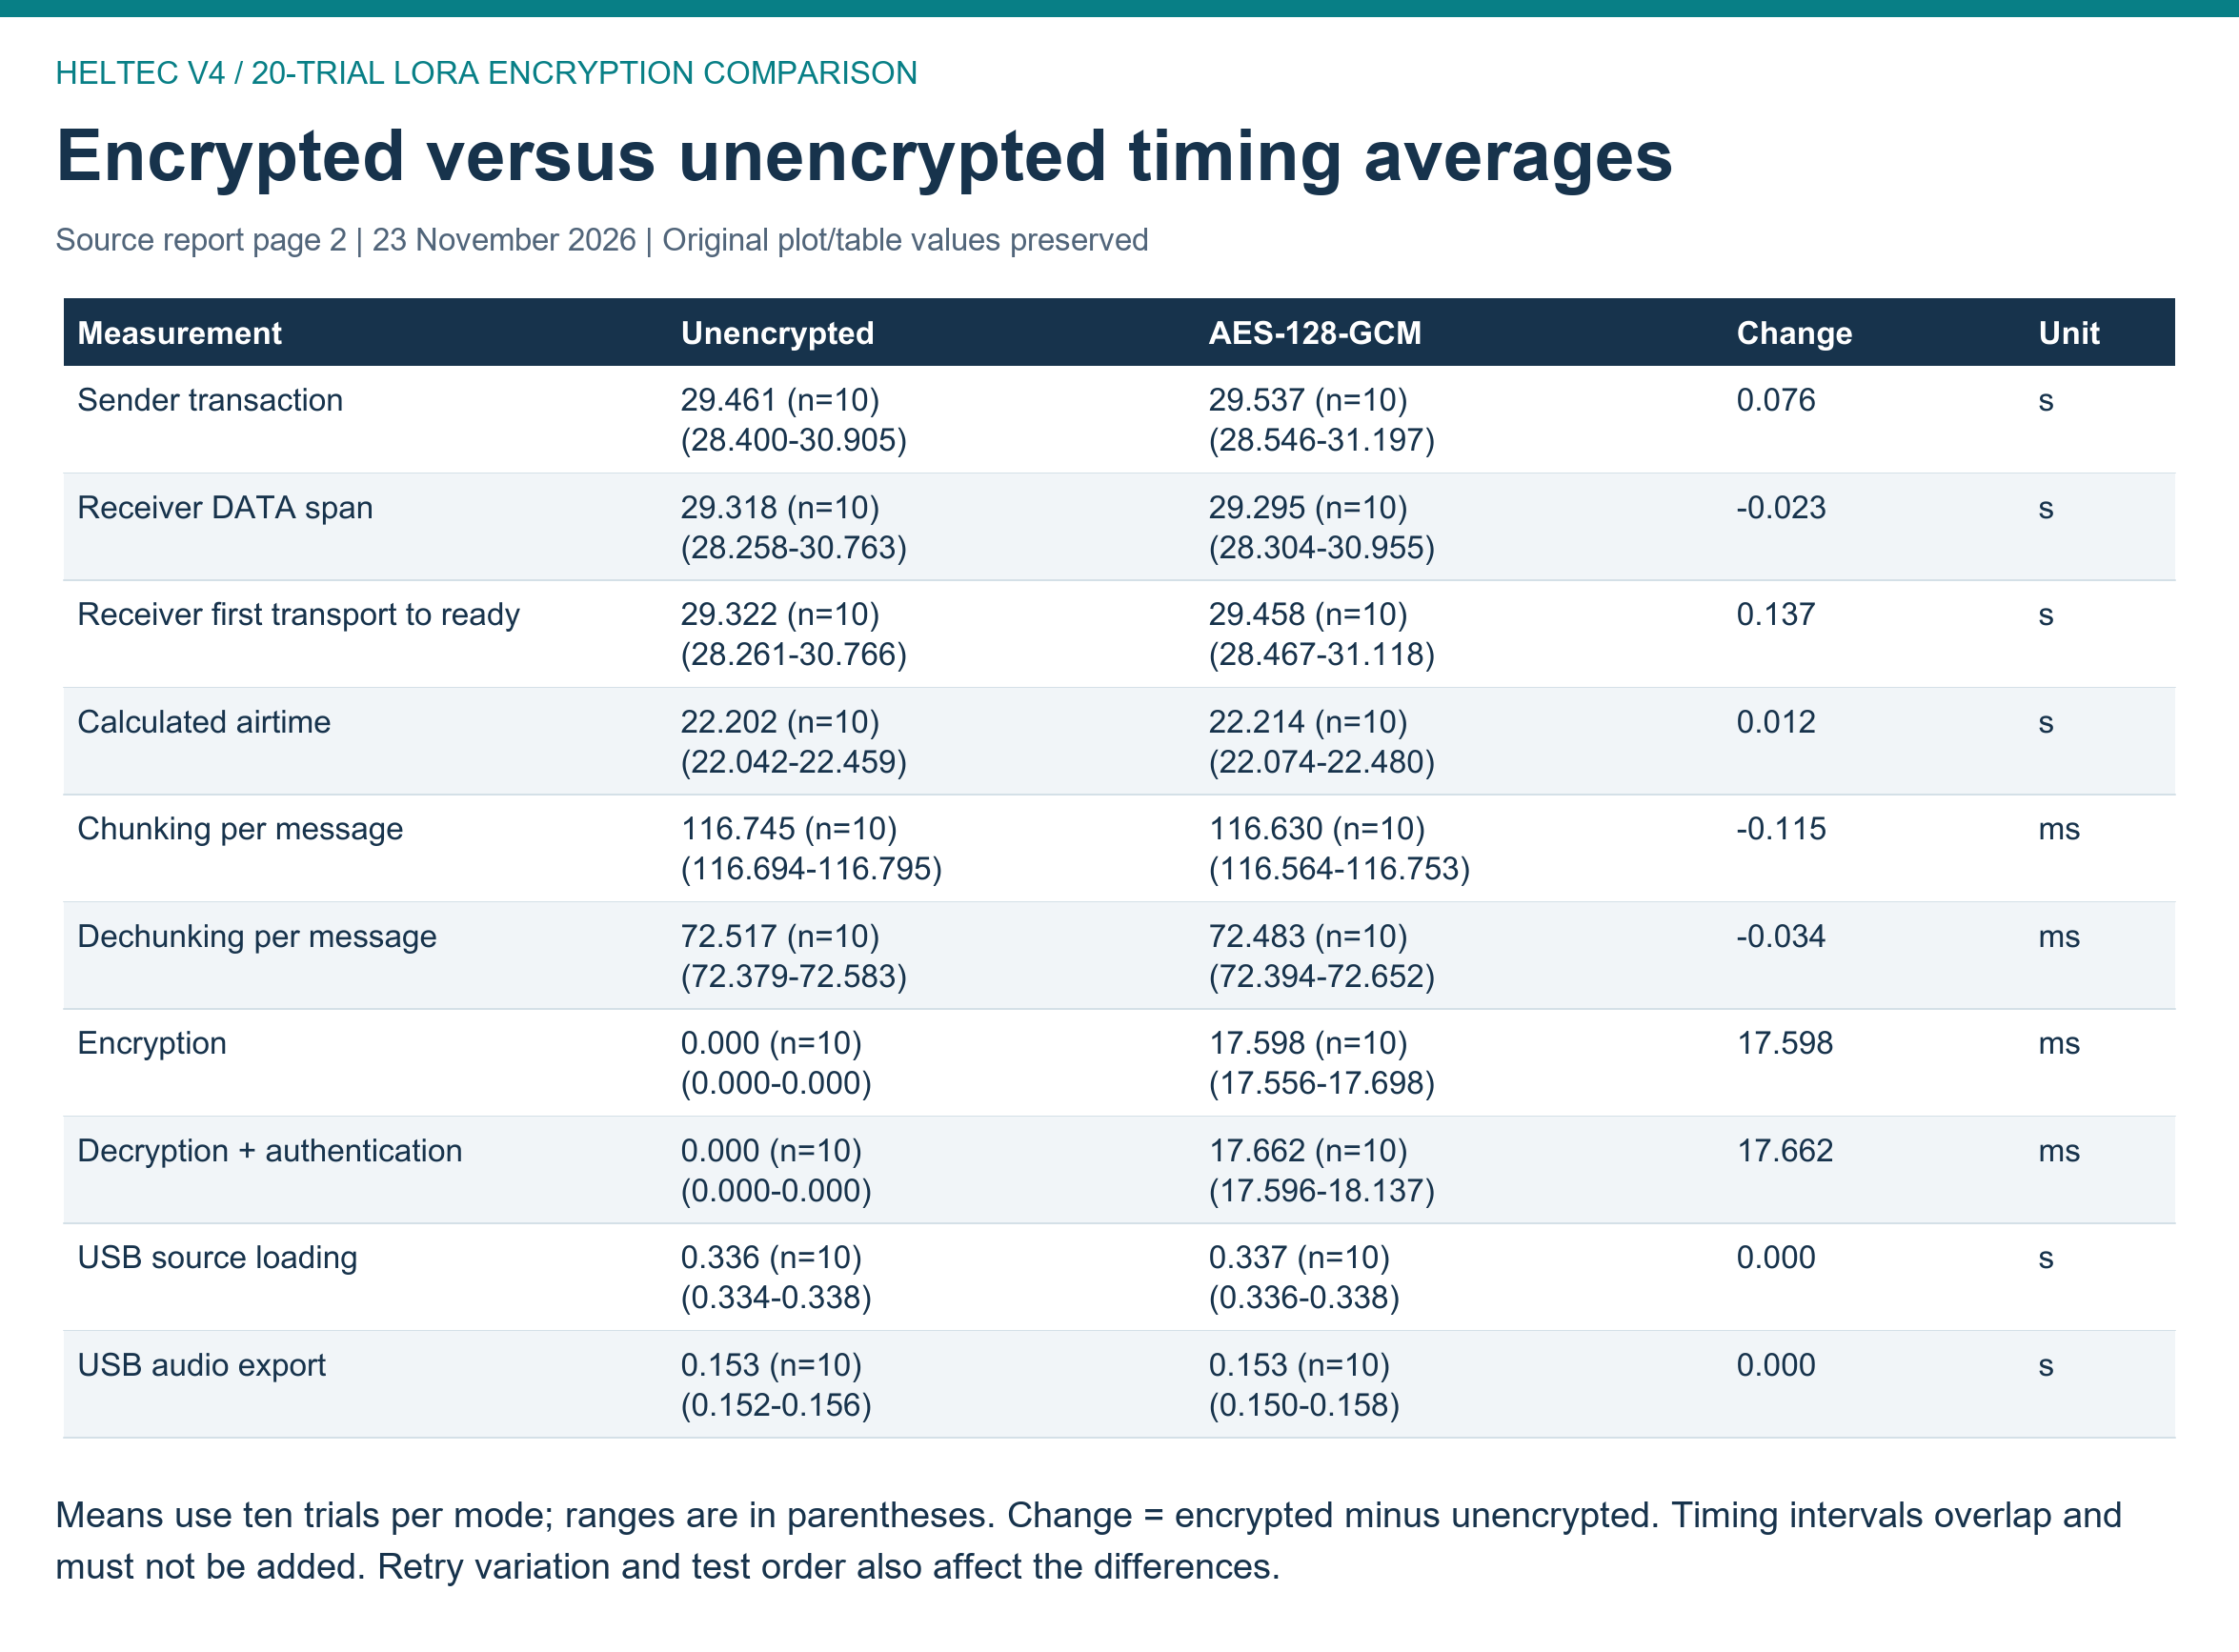 HELTEC V4 / 20-TRIAL LORA ENCRYPTION COMPARISON
Encrypted versus unencrypted timing averages
Source report page 2 | 23 November 2026 | Original plot/table values preserved
Measurement Unencrypted AES-128-GCM Change Unit
Sender transaction 29.461 (n=10) 29.537 (n=10) 0.076 s
(28.400-30.905) (28.546-31.197)
Receiver DATA span 29.318 (n=10) 29.295 (n=10) -0.023 s
(28.258-30.763) (28.304-30.955)
Receiver first transport to ready 29.322 (n=10) 29.458 (n=10) 0.137 s
(28.261-30.766) (28.467-31.118)
Calculated airtime 22.202 (n=10) 22.214 (n=10) 0.012 s
(22.042-22.459) (22.074-22.480)
Chunking per message 116.745 (n=10) 116.630 (n=10) -0.115 ms
(116.694-116.795) (116.564-116.753)
Dechunking per message 72.517 (n=10) 72.483 (n=10) -0.034 ms
(72.379-72.583) (72.394-72.652)
Encryption 0.000 (n=10) 17.598 (n=10) 17.598 ms
(0.000-0.000) (17.556-17.698)
Decryption + authentication 0.000 (n=10) 17.662 (n=10) 17.662 ms
(0.000-0.000) (17.596-18.137)
USB source loading 0.336 (n=10) 0.337 (n=10) 0.000 s
(0.334-0.338) (0.336-0.338)
USB audio export 0.153 (n=10) 0.153 (n=10) 0.000 s
(0.152-0.156) (0.150-0.158)
Means use ten trials per mode; ranges are in parentheses. Change = encrypted minus unencrypted. Timing intervals overlap and
must not be added. Retry variation and test order also affect the differences.